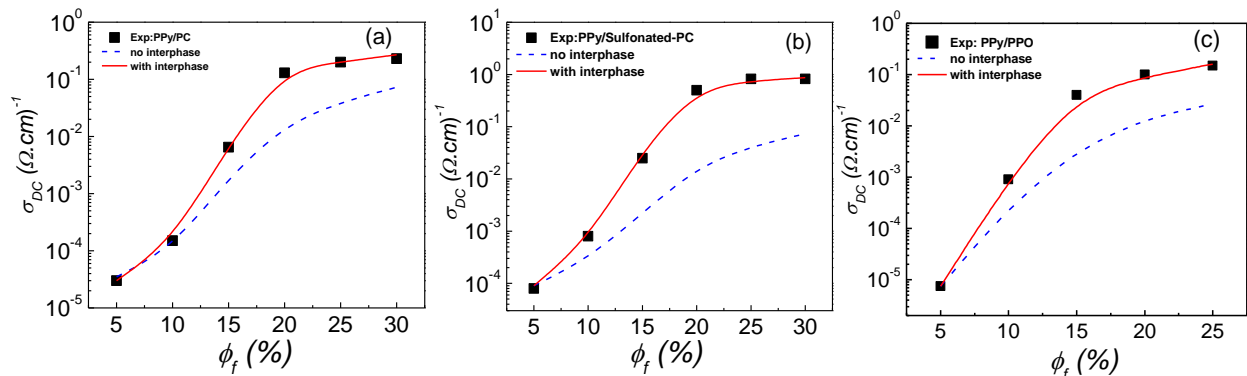 (a)
Exp:PPy/PC
no interphase
with interphase
σ_DC (Ω.cm)^-1
10^0
10^-1
10^-2
10^-3
10^-4
10^-5
5 10 15 20 25 30
ϕ_f (%)
(b)
Exp:PPy/Sulfonated-PC
no interphase
with interphase
σ_DC (Ω.cm)^-1
10^1
10^0
10^-1
10^-2
10^-3
10^-4
5 10 15 20 25 30
ϕ_f (%)
(c)
Exp: PPy/PPO
no interphase
with interphase
σ_DC (Ω.cm)^-1
10^0
10^-1
10^-2
10^-3
10^-4
10^-5
5 10 15 20 25
ϕ_f (%)